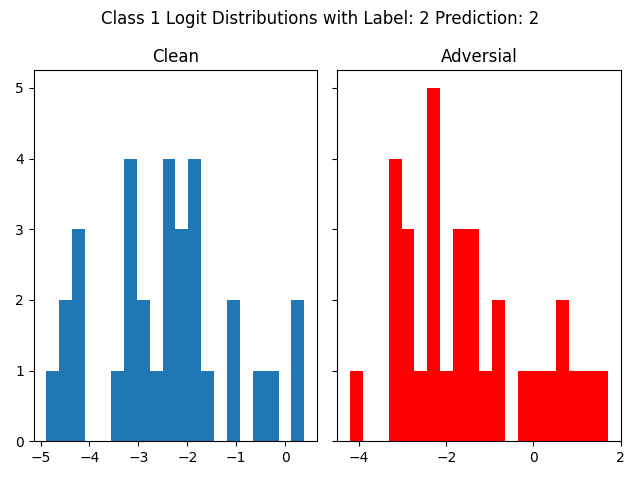 Class 1 Logit Distributions with Label: 2 Prediction: 2
Clean
Adversial
5
4
3
2
1
0
−5 −4 −3 −2 −1 0
−4 −2 0 2